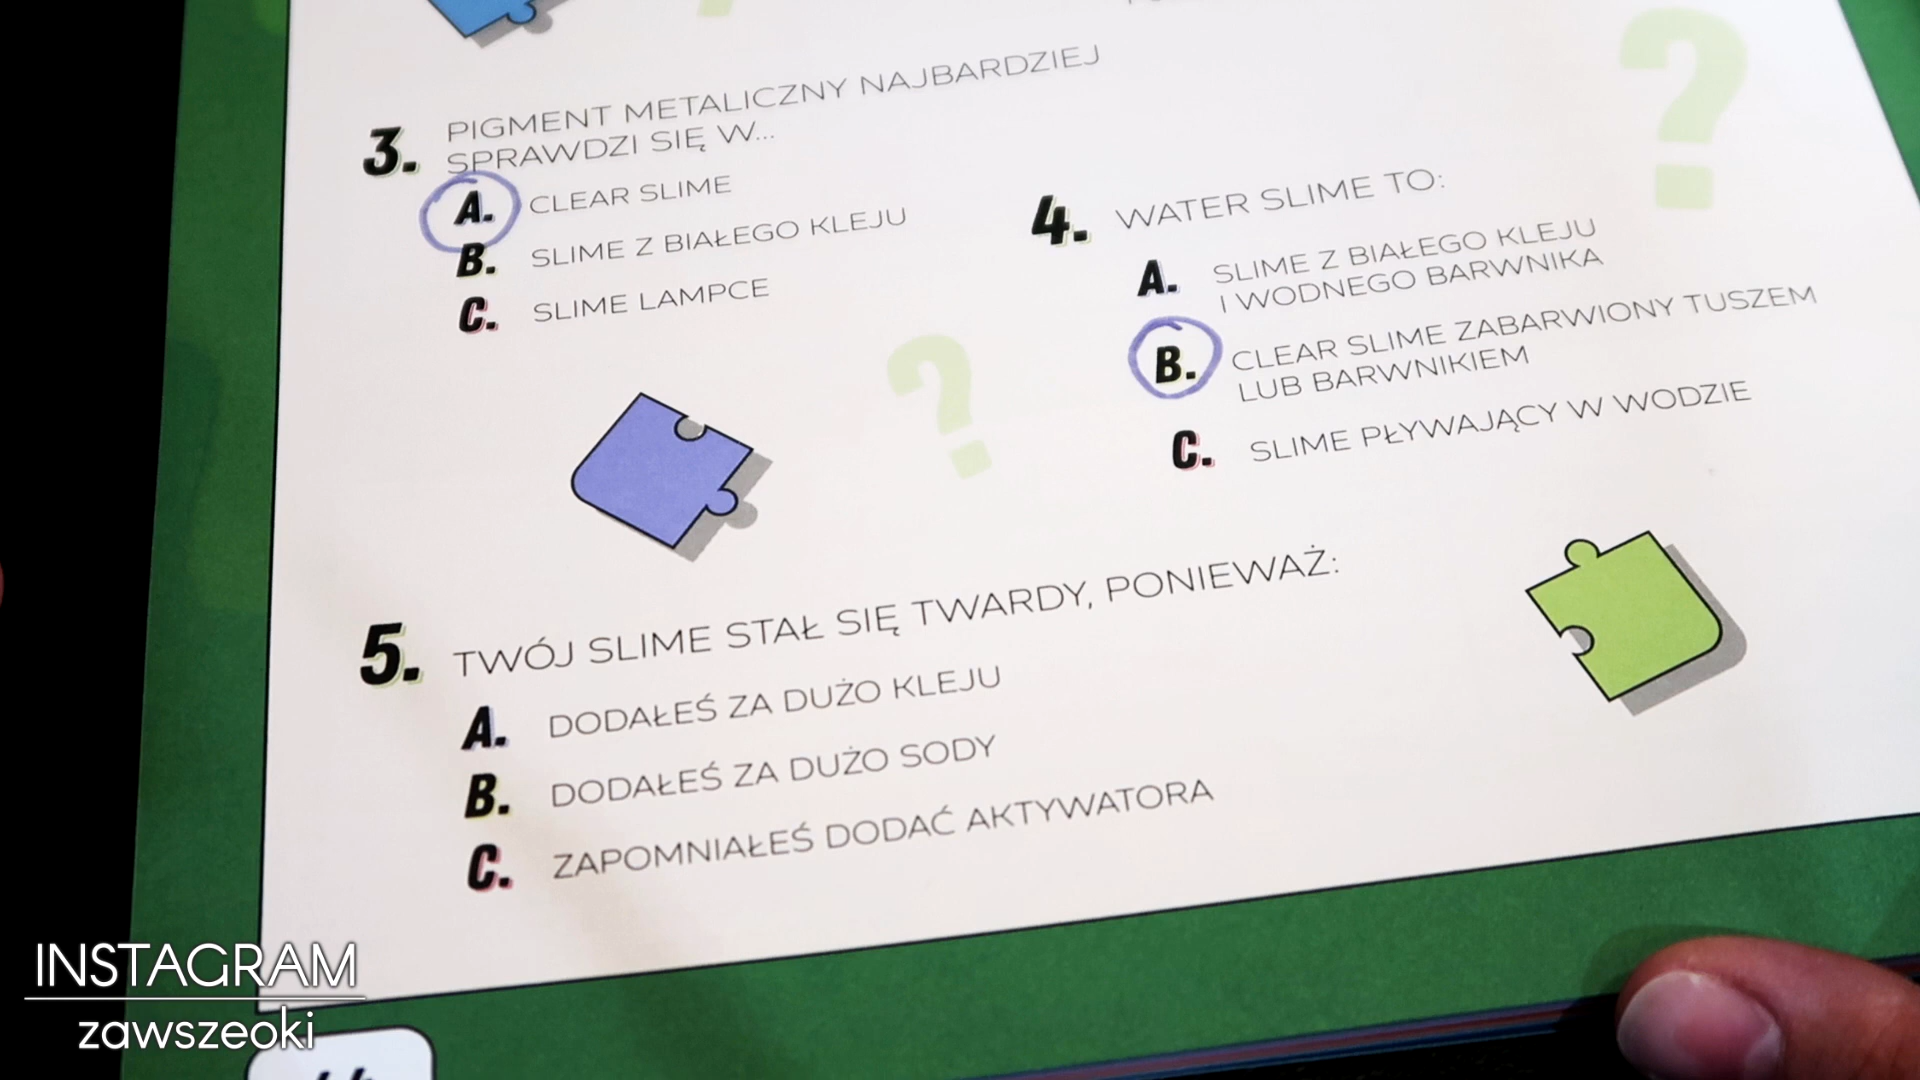 3. PIGMENT METALICZNY NAJBARDZIEJ
SPRAWDZI SIĘ W...
A. CLEAR SLIME
B. SLIME Z BIAŁEGO KLEJU
C. SLIME LAMPCE
4. WATER SLIME TO:
A. SLIME Z BIAŁEGO KLEJU
I WODNEGO BARWNIKA
B. CLEAR SLIME ZABARWIONY TUSZEM
LUB BARWNIKIEM
C. SLIME PŁYWAJĄCY W WODZIE
5. TWÓJ SLIME STAŁ SIĘ TWARDY, PONIEWAŻ:
A. DODAŁEŚ ZA DUŻO KLEJU
B. DODAŁEŚ ZA DUŻO SODY
C. ZAPOMNIAŁEŚ DODAĆ AKTYWATORA
INSTAGRAM
zawszeoki